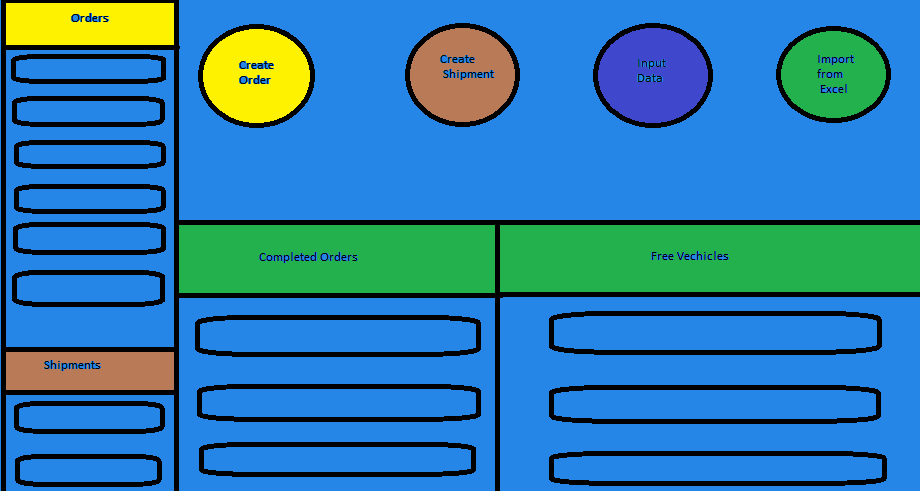 Orders
Create
Order
Create
Shipment
Input
Data
Import
from
Excel
Completed Orders
Free Vechicles
Shipments